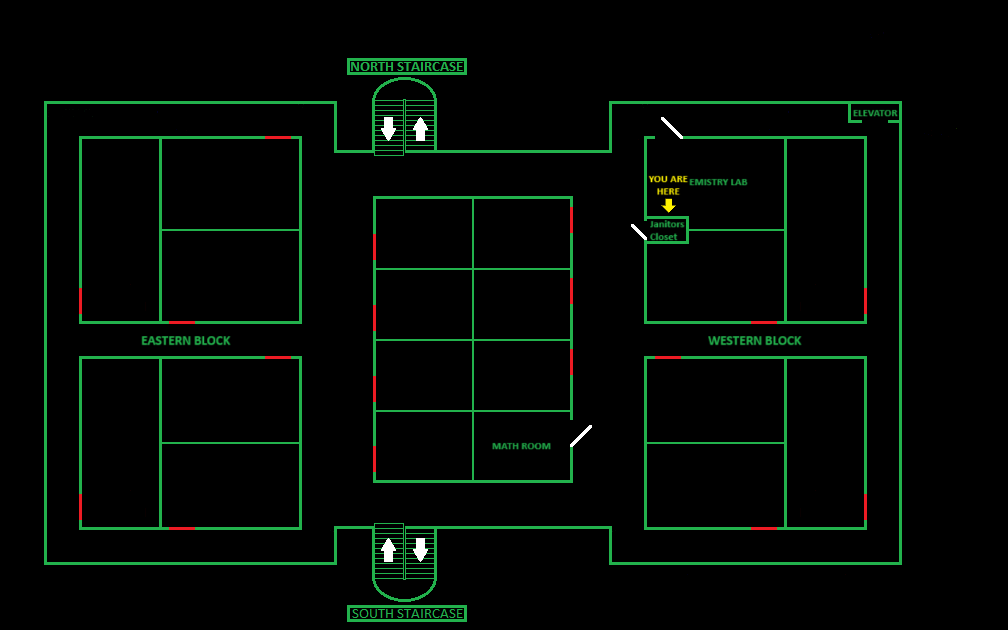 NORTH STAIRCASE
ELEVATOR
YOU ARE
HERE
EMISTRY LAB
Janitors
Closet
EASTERN BLOCK
WESTERN BLOCK
MATH ROOM
SOUTH STAIRCASE